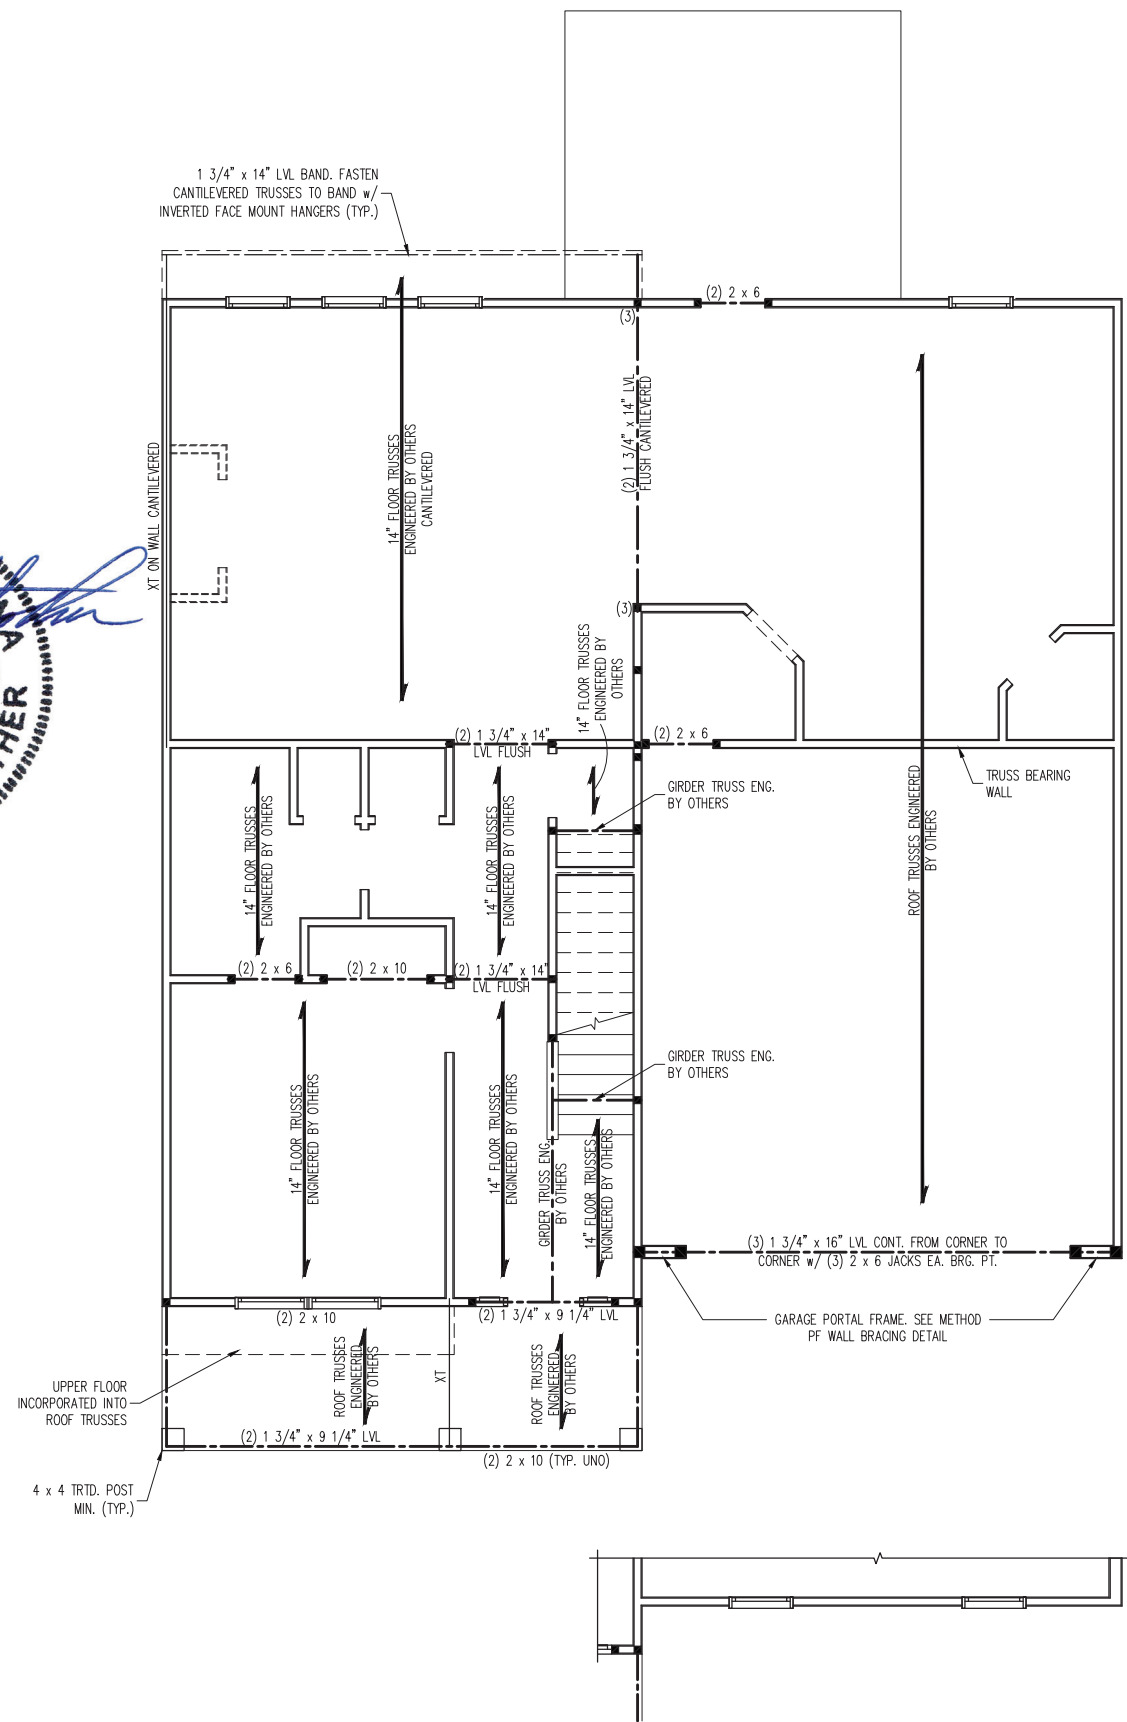 1 3/4" x 14" LVL BAND. FASTEN
CANTILEVERED TRUSSES TO BAND w/
INVERTED FACE MOUNT HANGERS (TYP.)
(2) 2 x 6
(3)
(2) 1 3/4" x 14" LVL
FLUSH CANTILEVERED
XT ON WALL CANTILEVERED
14" FLOOR TRUSSES
ENGINEERED BY OTHERS
CANTILEVERED
(3)
14" FLOOR TRUSSES
ENGINEERED BY
OTHERS
HER
(2) 1 3/4" x 14"
LVL FLUSH
(2) 2 x 6
TRUSS BEARING
WALL
GIRDER TRUSS ENG.
BY OTHERS
ROOF TRUSSES ENGINEERED
BY OTHERS
14" FLOOR TRUSSES
ENGINEERED BY OTHERS
14" FLOOR TRUSSES
ENGINEERED BY OTHERS
(2) 2 x 6
(2) 2 x 10
(2) 1 3/4" x 14"
LVL FLUSH
GIRDER TRUSS ENG.
BY OTHERS
14" FLOOR TRUSSES
ENGINEERED BY OTHERS
14" FLOOR TRUSSES
ENGINEERED BY OTHERS
GIRDER TRUSS ENG.
BY OTHERS
14" FLOOR TRUSSES
ENGINEERED BY OTHERS
(3) 1 3/4" x 16" LVL CONT. FROM CORNER TO
CORNER w/ (3) 2 x 6 JACKS EA. BRG. PT.
(2) 2 x 10
(2) 1 3/4" x 9 1/4" LVL
GARAGE PORTAL FRAME. SEE METHOD
PF WALL BRACING DETAIL
ROOF TRUSSES
ENGINEERED
BY OTHERS
XT
ROOF TRUSSES
ENGINEERED
BY OTHERS
UPPER FLOOR
INCORPORATED INTO
ROOF TRUSSES
(2) 1 3/4" x 9 1/4" LVL
(2) 2 x 10 (TYP. UNO)
4 x 4 TRTD. POST
MIN. (TYP.)